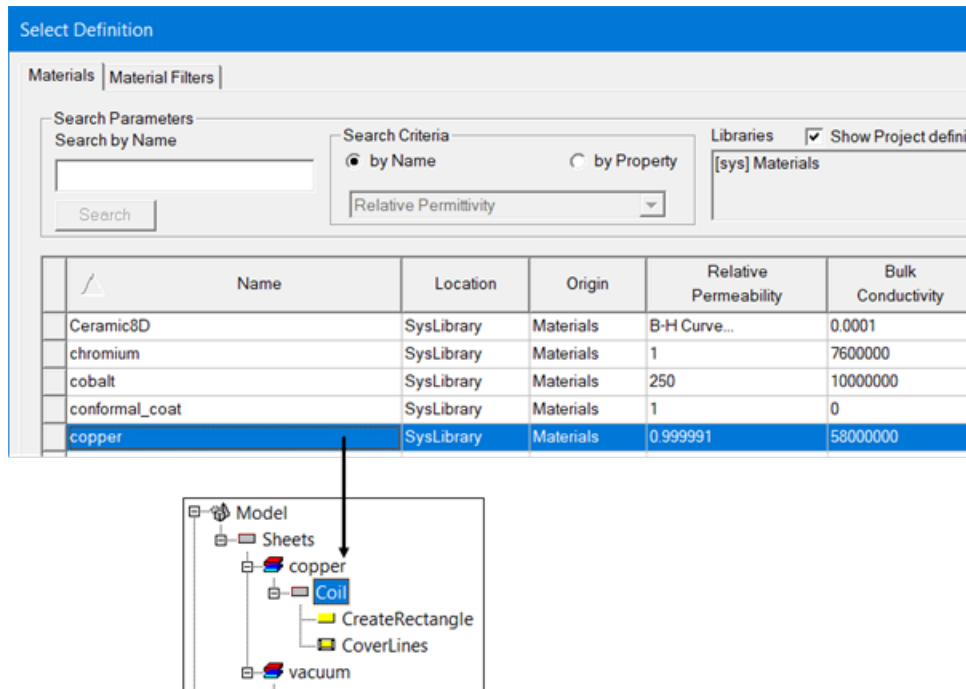 Select Definition
Materials Material Filters
Search Parameters
Search by Name
Search
Search Criteria
by Name by Property
Relative Permittivity
Libraries Show Project defini
[sys] Materials
Name Location Origin Relative Permeability Bulk Conductivity
Ceramic8D SysLibrary Materials B-H Curve... 0.0001
chromium SysLibrary Materials 1 7600000
cobalt SysLibrary Materials 250 10000000
conformal_coat SysLibrary Materials 1 0
copper SysLibrary Materials 0.999991 58000000
Model
Sheets
copper
Coil
CreateRectangle
CoverLines
vacuum